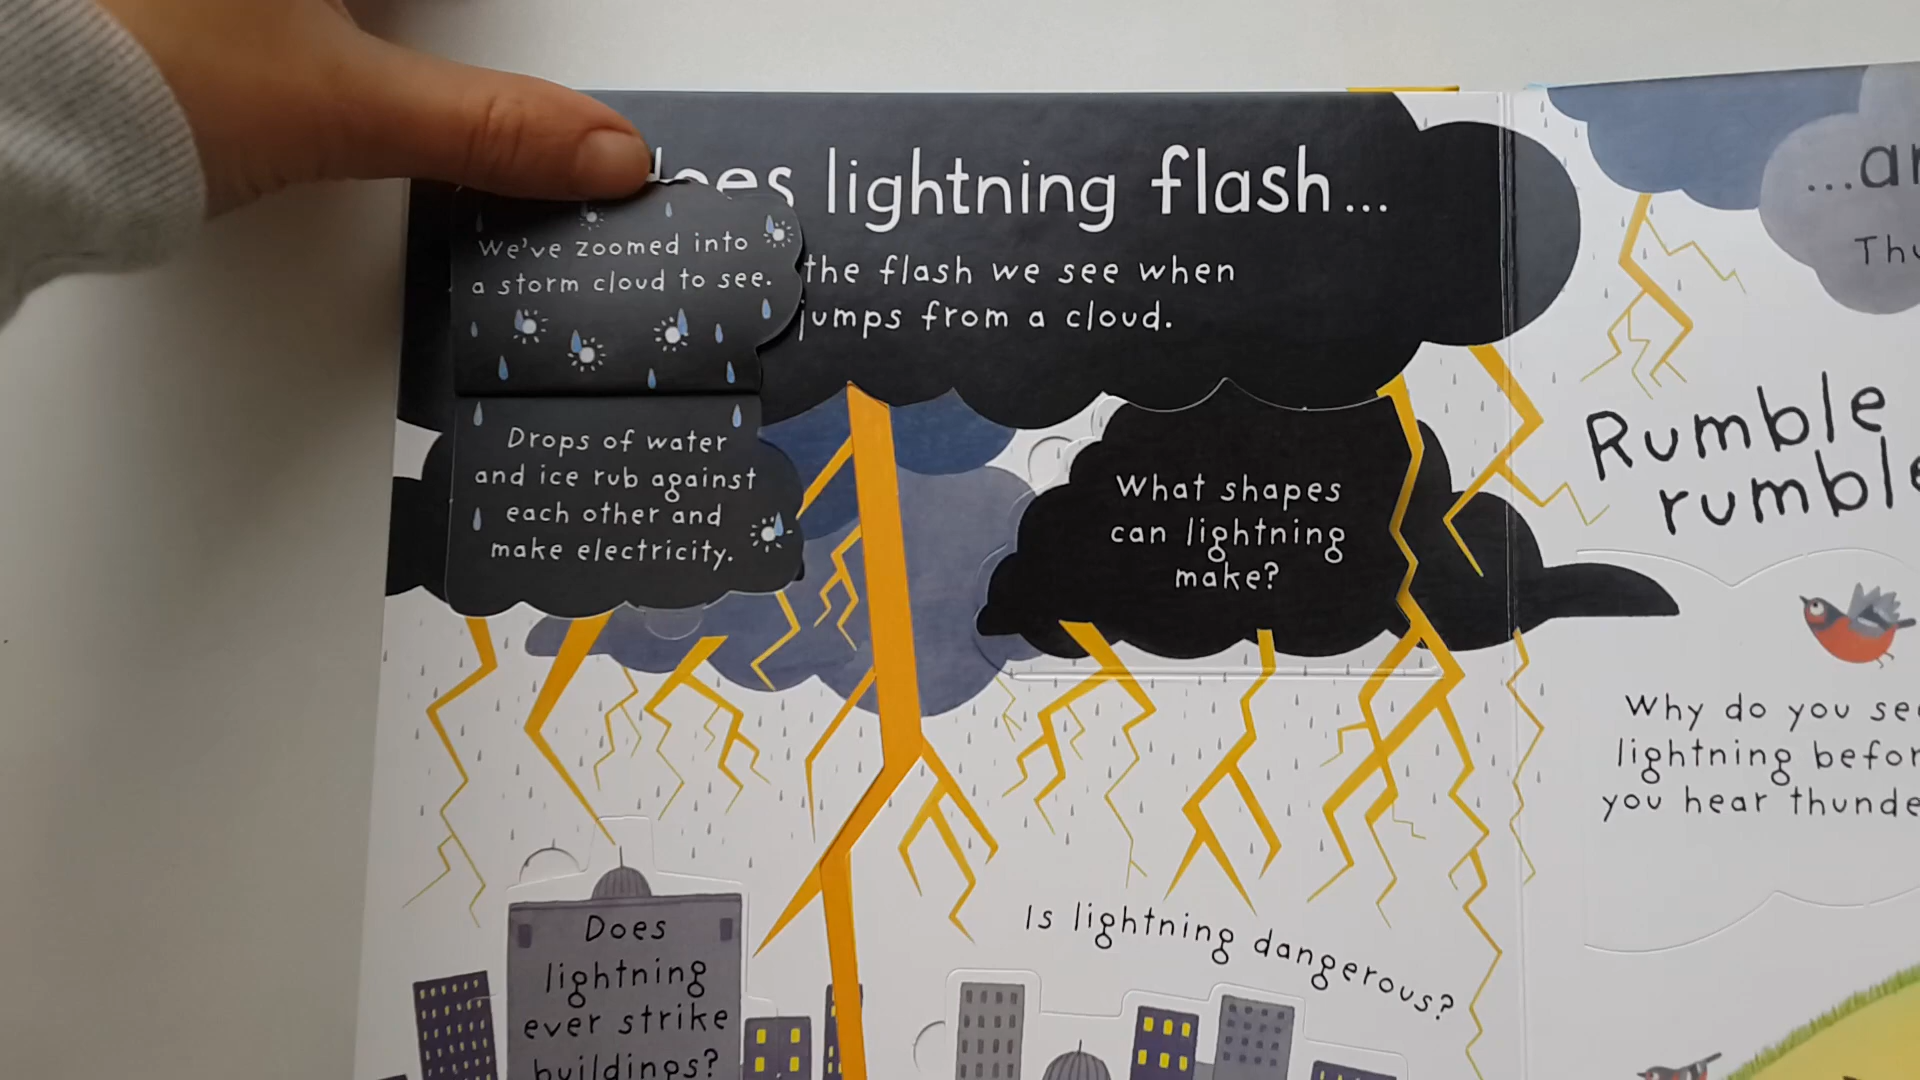 does lightning flash...
the flash we see when
jumps from a cloud.
We've zoomed into
a storm cloud to see.
Drops of water
and ice rub against
each other and
make electricity.
What shapes
can lightning
make?
Does
lightning
ever strike
buildings?
Is lightning dangerous?
Rumble
Why do you
lightning
you hear